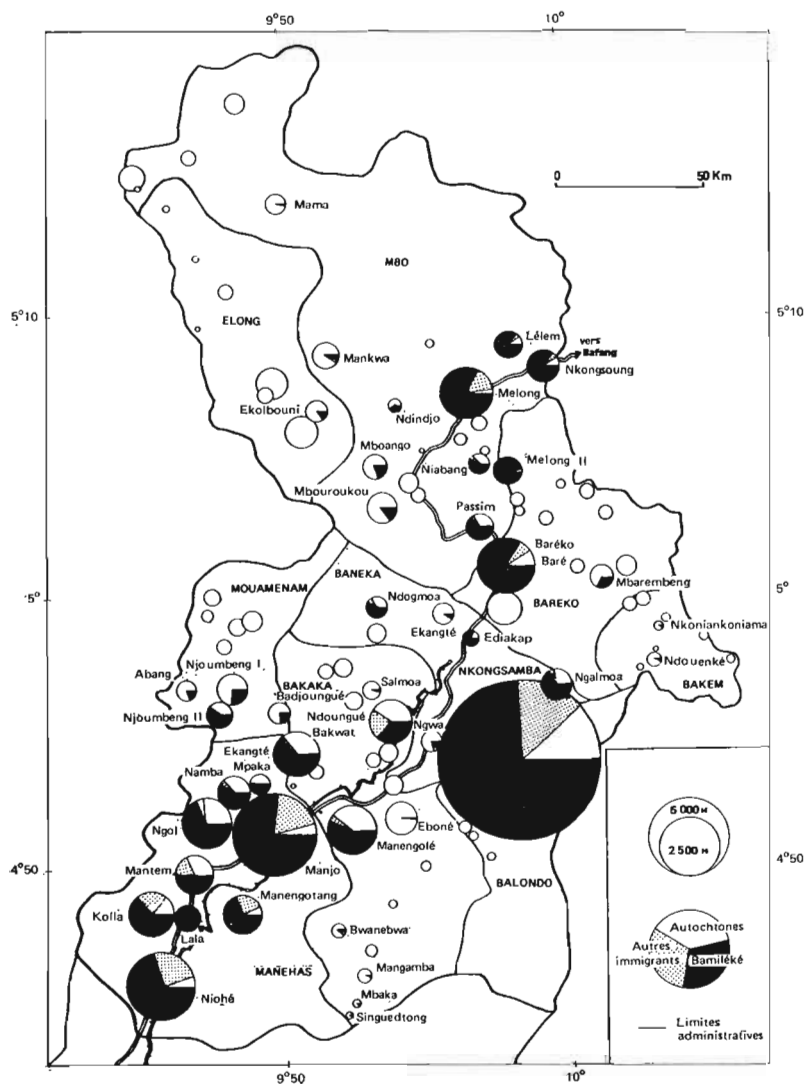 9°50
10°
0
50 Km
Mama
MBO
5°10
5°10
ELONG
Lélem
vers
Bafang
Nkongsoung
Mankwa
Melong
Ekolbouni
Ndindjo
Mboango
Niabang
Melong II
Mbouroukou
Passim
Baréko
Baré
MOUAMENAM
BANEKA
Mbarembeng
5°
5°
Ndogmoa
BAREKO
Ekangté
Nkoniankoniama
Ediakap
Abang
Njoumbeng I
NKONGSAMBA
Ndouenké
BAKAKA
Salmoa
Ngalmoa
BAKEM
Badjoungué
Njoumbeng II
Ndoungué
Bakwat
Ngwa
Ekangté
Mpaka
Namba
6 000 H
2 500 H
Ngol
Eboné
Manjo
Manengolé
4°50
4°50
Mantem
BALONDO
Manengotang
Kolla
Autochtones
Lala
Bwanebwa
Autres
immigrants
Bamiléké
MANEHAS
Mangamba
Niohé
Mbaka
Singuedtong
Limites
administratives
9°50
10°